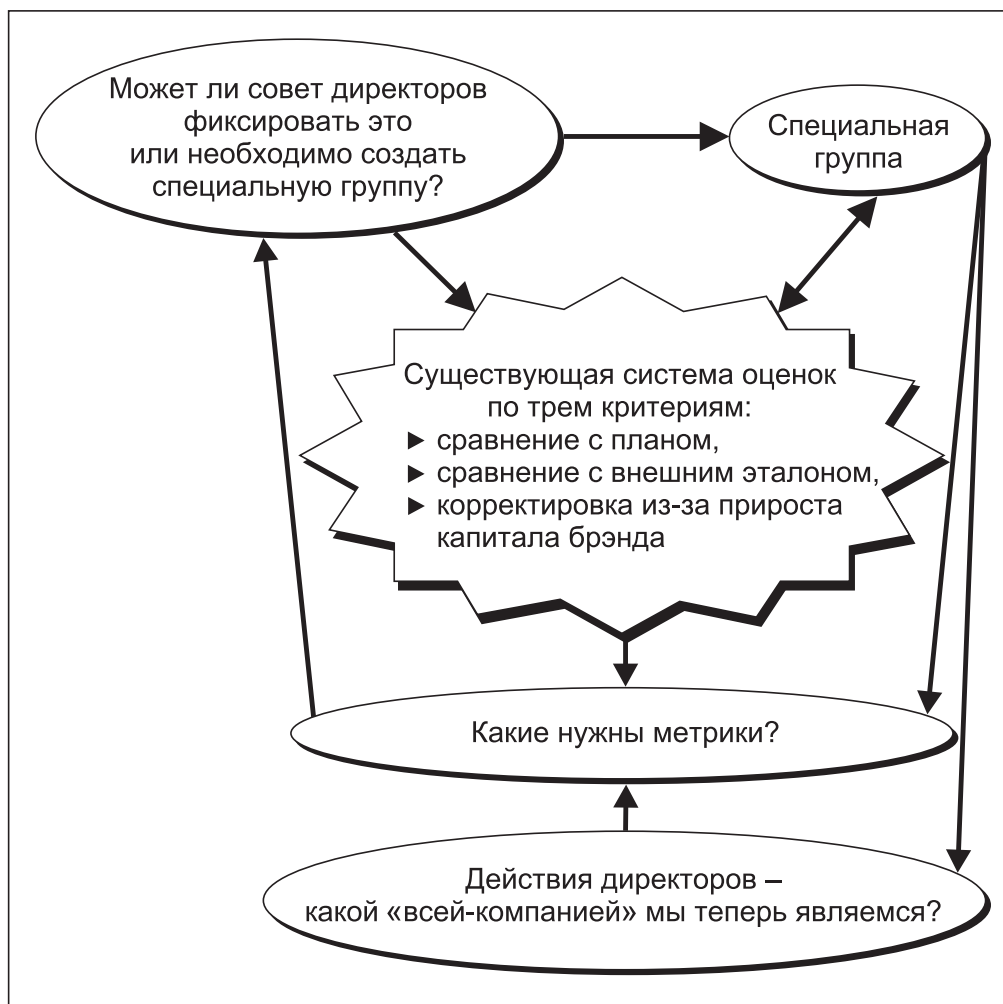 Может ли совет директоров
фиксировать это
или необходимо создать
специальную группу?
Специальная
группа
Существующая система оценок
по трем критериям:
► сравнение с планом,
► сравнение с внешним эталоном,
► корректировка из-за прироста
капитала брэнда
Какие нужны метрики?
Действия директоров –
какой «всей-компанией» мы теперь являемся?